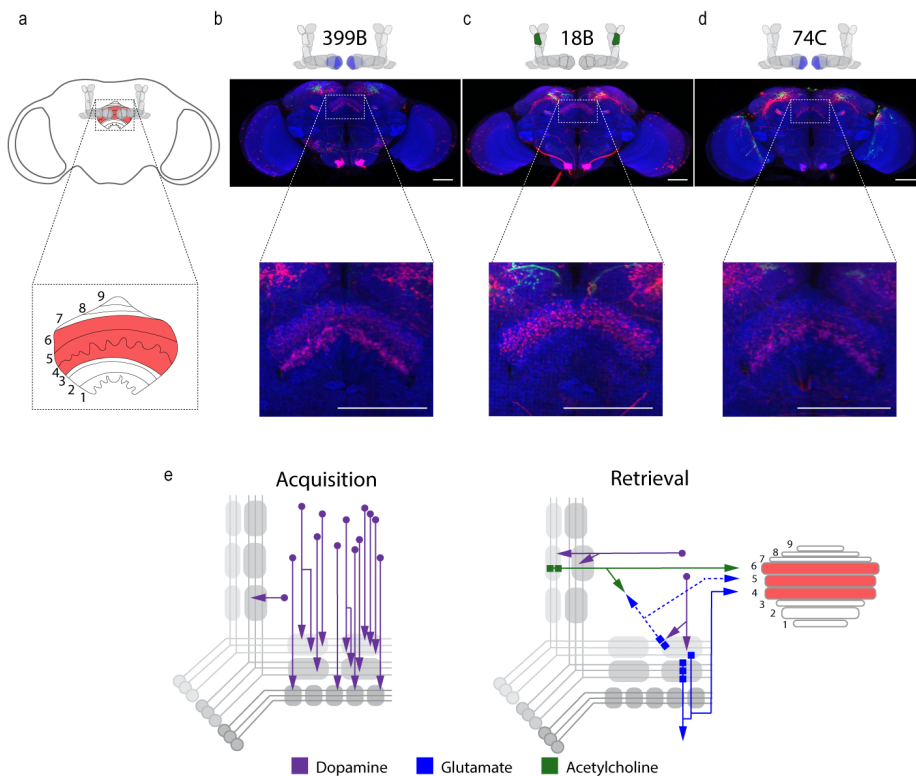 a
b
c
d
399B
18B
74C
9
8
7
6
5
4
3
2
1
e
Acquisition
Retrieval
9
8
7
6
5
4
3
2
1
Dopamine
Glutamate
Acetylcholine